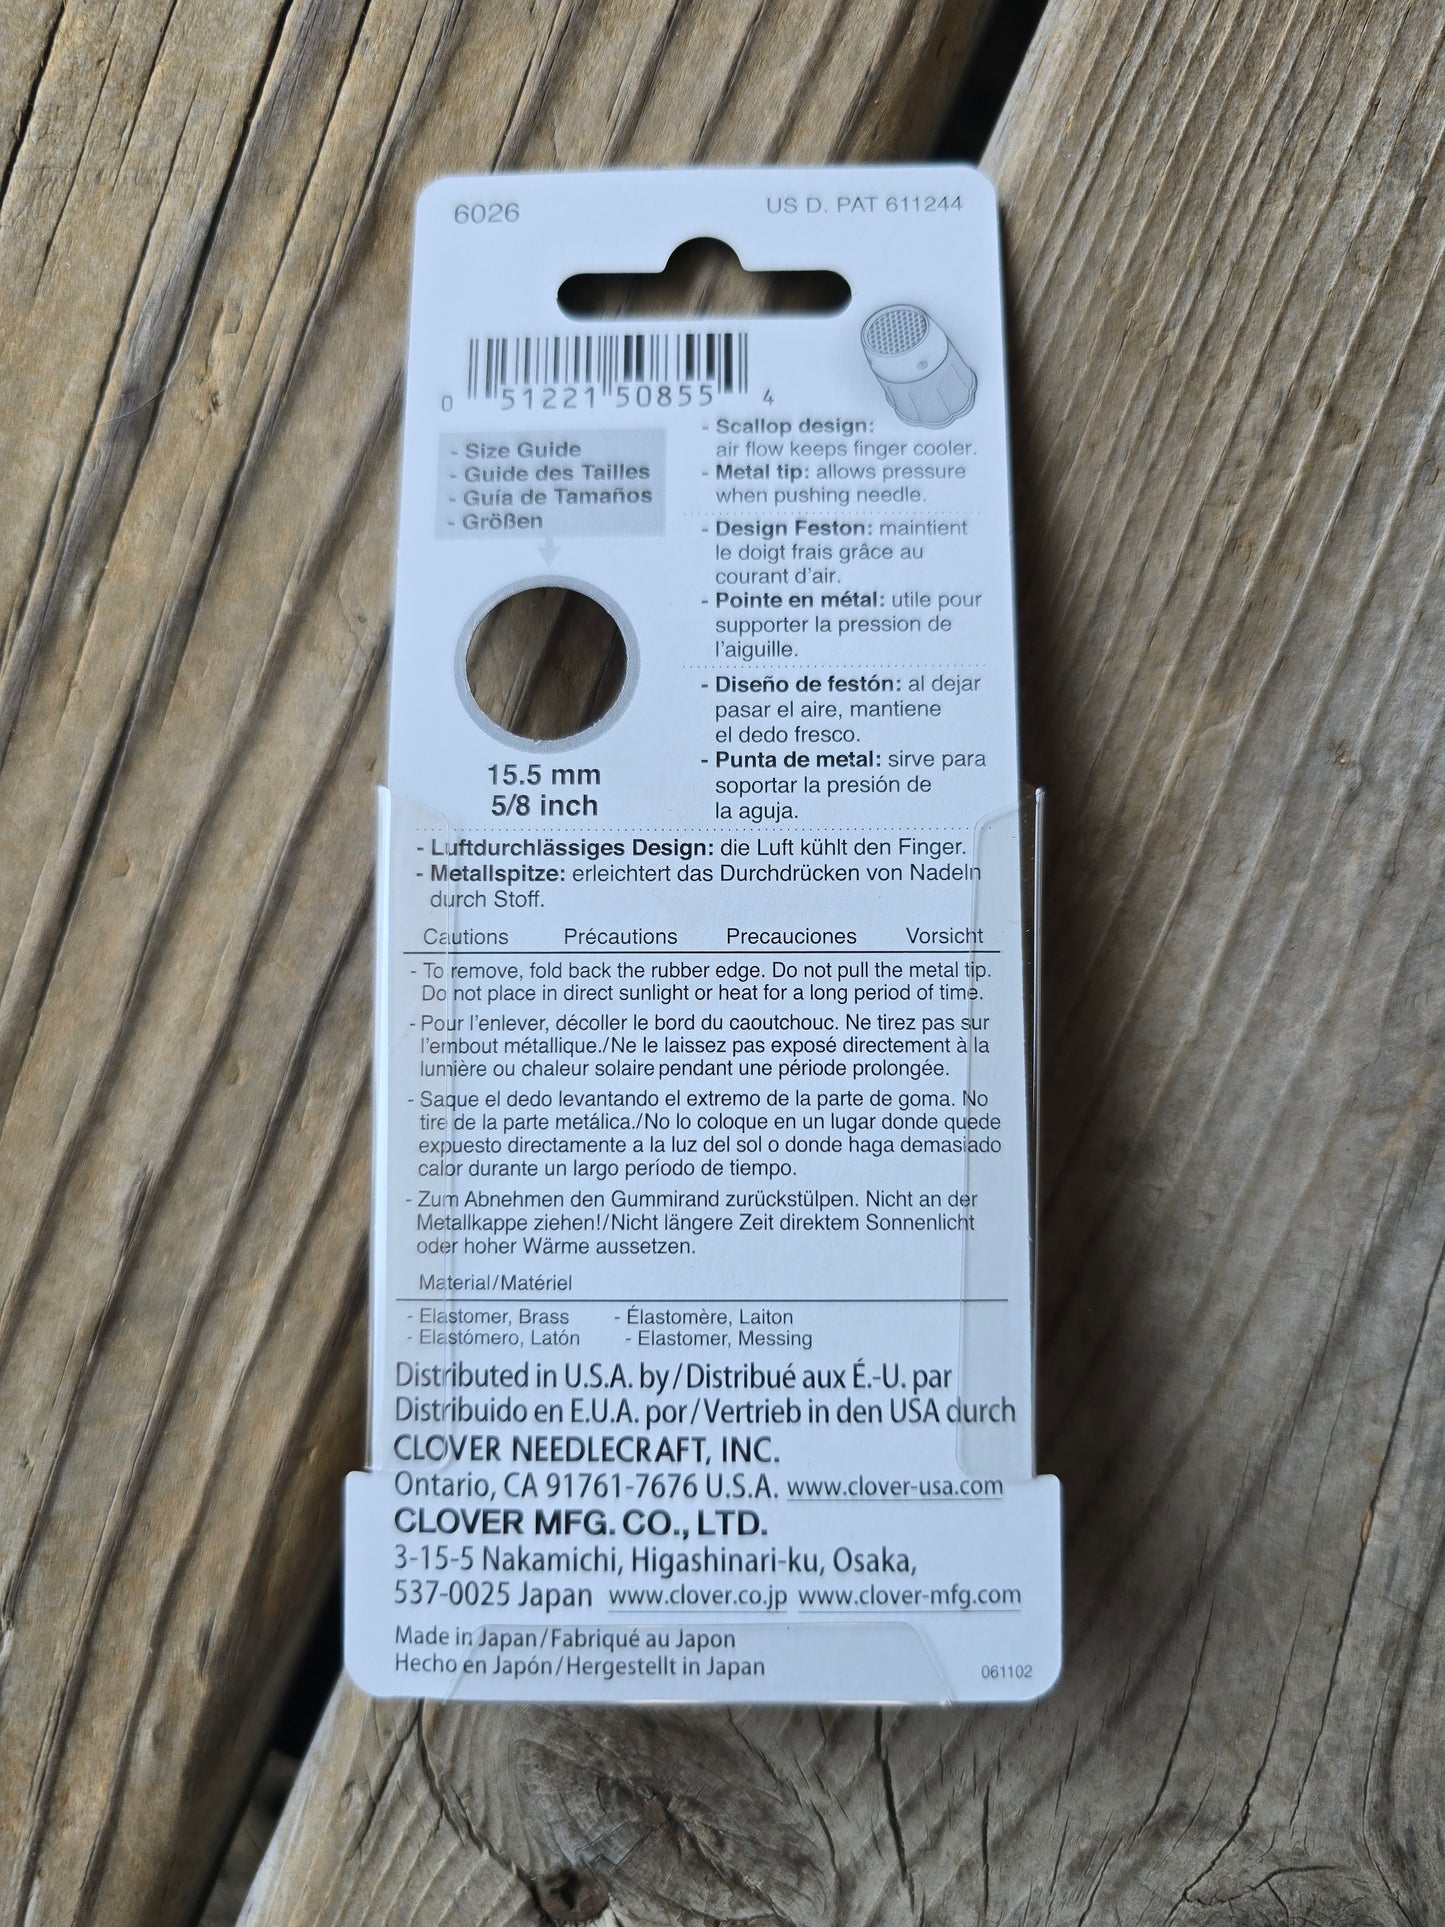 6026
US D. PAT 611244
0 51221 50855 4
- Size Guide
- Guide des Tailles
- Guía de Tamaños
- Größen
15.5 mm
5/8 inch
- Scallop design:
air flow keeps finger cooler.
- Metal tip: allows pressure
when pushing needle.
- Design Feston: maintient
le doigt frais grâce au
courant d'air.
- Pointe en métal: utile pour
supporter la pression de
l'aiguille.
- Diseño de festón: al dejar
pasar el aire, mantiene
el dedo fresco.
- Punta de metal: sirve para
soportar la presión de
la aguja.
- Luftdurchlässiges Design: die Luft kühlt den Finger.
- Metallspitze: erleichtert das Durchdrücken von Nadeln
durch Stoff.
Cautions Précautions Precauciones Vorsicht
- To remove, fold back the rubber edge. Do not pull the metal tip.
Do not place in direct sunlight or heat for a long period of time.
- Pour l'enlever, décoller le bord du caoutchouc. Ne tirez pas sur
l'embout métallique./Ne le laissez pas exposé directement à la
lumière ou chaleur solaire pendant une période prolongée.
- Saque el dedo levantando el extremo de la parte de goma. No
tire de la parte metálica./No lo coloque en un lugar donde quede
expuesto directamente a la luz del sol o donde haga demasiado
calor durante un largo período de tiempo.
- Zum Abnehmen den Gummirand zurückstülpen. Nicht an der
Metallkappe ziehen!/Nicht längere Zeit direktem Sonnenlicht
oder hoher Wärme aussetzen.
Material/Matériel
- Elastomer, Brass - Élastomère, Laiton
- Elastómero, Latón - Elastomer, Messing
Distributed in U.S.A. by/Distribué aux É.-U. par
Distribuido en E.U.A. por/Vertrieb in den USA durch
CLOVER NEEDLECRAFT, INC.
Ontario, CA 91761-7676 U.S.A. www.clover-usa.com
CLOVER MFG. CO., LTD.
3-15-5 Nakamichi, Higashinari-ku, Osaka,
537-0025 Japan www.clover.co.jp www.clover-mfg.com
Made in Japan/Fabriqué au Japon
Hecho en Japón/Hergestellt in Japan
061102